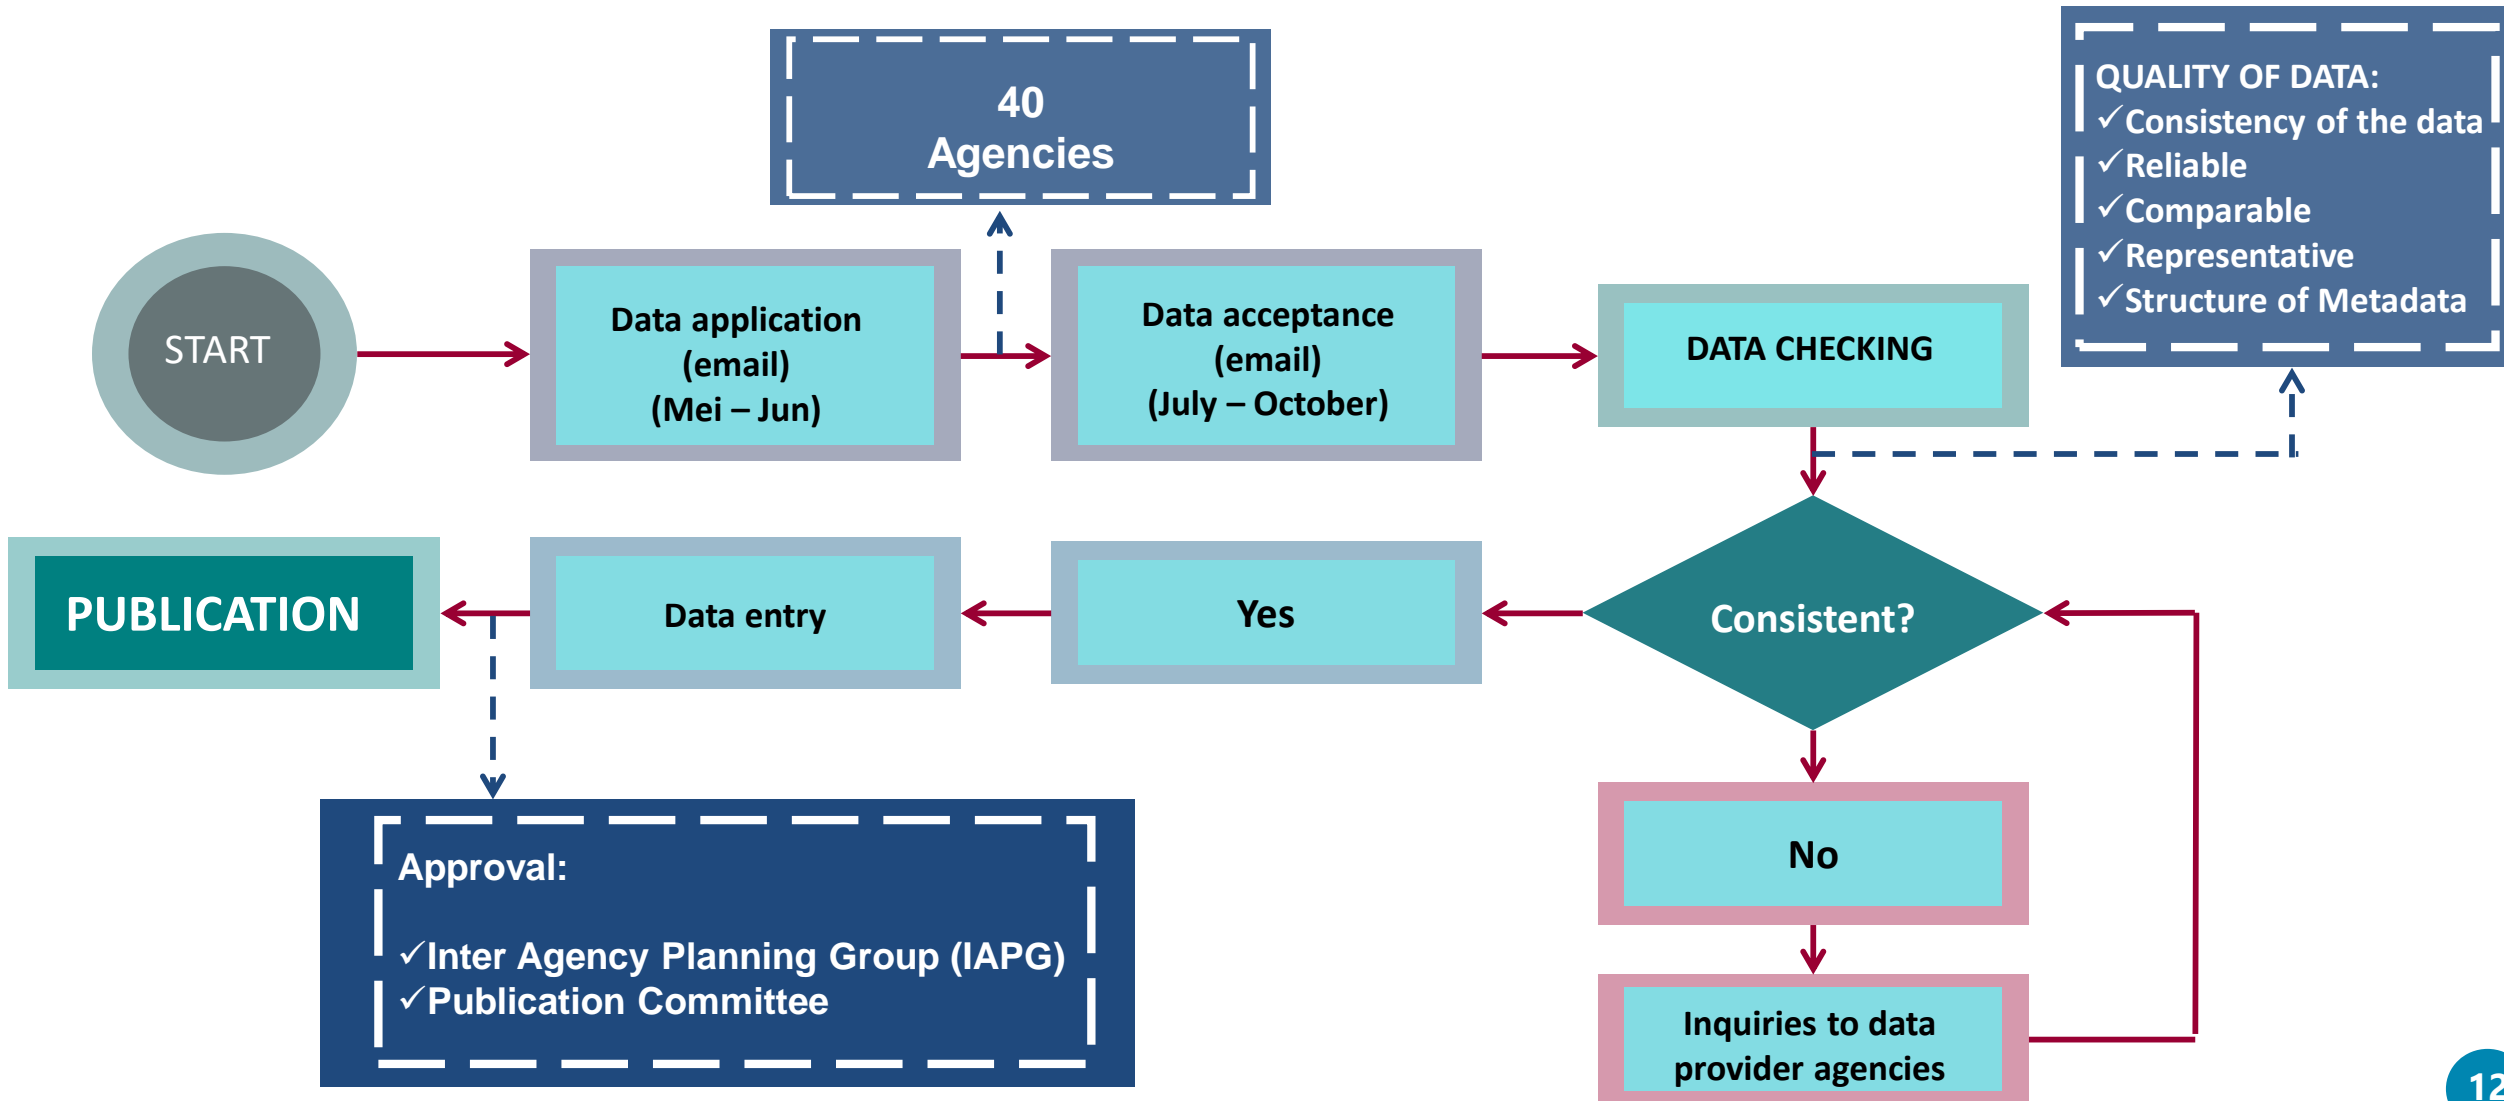 40
Agencies
QUALITY OF DATA:
✓Consistency of the data
✓Reliable
✓Comparable
✓Representative
✓Structure of Metadata
START
Data application
(email)
(Mei – Jun)
Data acceptance
(email)
(July – October)
DATA CHECKING
PUBLICATION
Data entry
Yes
Consistent?
No
Inquiries to data
provider agencies
Approval:
✓Inter Agency Planning Group (IAPG)
✓Publication Committee
12